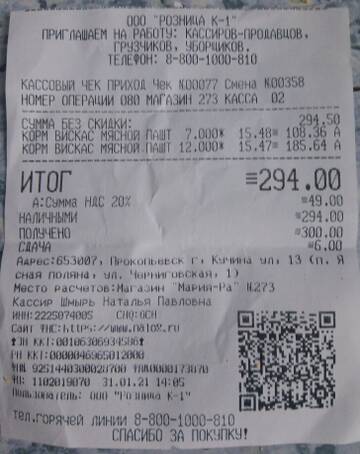 ООО "РОЗНИЦА К-1"
ПРИГЛАШАЕМ НА РАБОТУ: КАССИРОВ-ПРОДАВЦОВ,
ГРУЗЧИКОВ, УБОРЩИКОВ.
ТЕЛЕФОН: 8-800-1000-810
КАССОВЫЙ ЧЕК ПРИХОД Чек №00077 Смена №00358
НОМЕР ОПЕРАЦИИ 080 МАГАЗИН 273 КАССА 02
СУММА БЕЗ СКИДКИ: 294.50
КОРМ ВИСКАС МЯСНОЙ ПАШТ 7.000* 15.48= 108.36 А
КОРМ ВИСКАС МЯСНОЙ ПАШТ 12.000* 15.47= 185.64 А
ИТОГ =294.00
А:Сумма НДС 20% =49.00
НАЛИЧНЫМИ =294.00
ПОЛУЧЕНО =300.00
СДАЧА =6.00
Адрес:653007, Прокопьевск г, Кучина ул, 13 (п. Я
сная поляна, ул. Черниговская, 1)
Место расчетов:Магазин "Мария-Ра" №273
Кассир Шмырь Наталья Павловна
ИНН:2225074005 СНО:ОСН
Сайт ФНС:https://www.nalog.ru
ЗН ККТ:00106306934586
РН ККТ:0000046965012000
ФН:9251440300028700
31.01.21 14:05
Пользователь: ООО "Розница К-1"
тел.горячей линии 8-800-1000-810
СПАСИБО ЗА ПОКУПКУ!